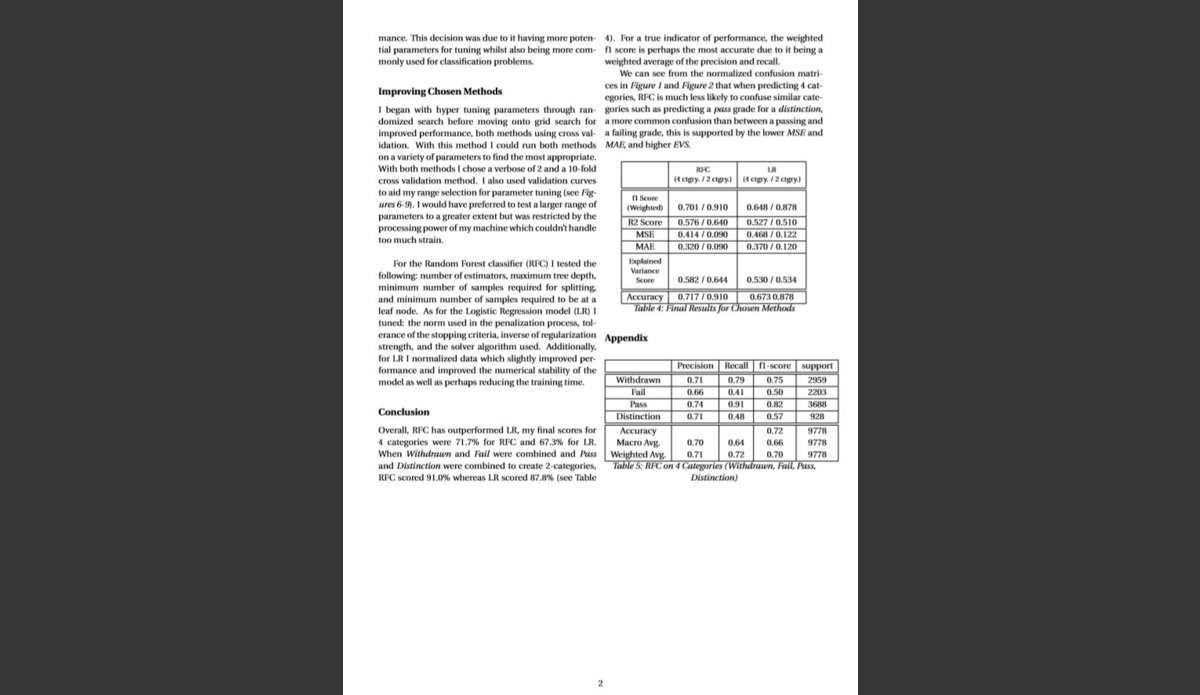 mance. This decision was due to it having more poten-
tial parameters for tuning whilst also being more com-
monly used for classification problems.
Improving Chosen Methods
I began with hyper tuning parameters through ran-
domized search before moving onto grid search for
improved performance, both methods using cross val-
idation. With this method I could run both methods
on a variety of parameters to find the most appropriate.
With both methods I chose a verbose of 2 and a 10-fold
cross validation method. I also used validation curves
to aid my range selection for parameter tuning (see Fig-
ures 6-9). I would have preferred to test a larger range of
parameters to a greater extent but was restricted by the
processing power of my machine which couldn't handle
too much strain.
For the Random Forest classifier (RFC) I tested the
following: number of estimators, maximum tree depth,
minimum number of samples required for splitting,
and minimum number of samples required to be at a
leaf node. As for the Logistic Regression model (LR) I
tuned: the norm used in the penalization process, tol-
erance of the stopping criteria, inverse of regularization
strength, and the solver algorithm used. Additionally,
for LR I normalized data which slightly improved per-
formance and improved the numerical stability of the
model as well as perhaps reducing the training time.
Conclusion
Overall, RFC has outperformed LR, my final scores for
4 categories were 71.7% for RFC and 67.3% for LR.
When Withdrawn and Fail were combined and Pass
and Distinction were combined to create 2-categories,
RFC scored 91.0% whereas LR scored 87.8% (see Table
4). For a true indicator of performance, the weighted
f1 score is perhaps the most accurate due to it being a
weighted average of the precision and recall.
We can see from the normalized confusion matri-
ces in Figure 1 and Figure 2 that when predicting 4 cat-
egories, RFC is much less likely to confuse similar cate-
gories such as predicting a pass grade for a distinction,
a more common confusion than between a passing and
a failing grade, this is supported by the lower MSE and
MAE, and higher EVS.
RFC LR
(4 ctgry. / 2 ctgry.) (4 ctgry. / 2 ctgry.)
f1 Score
(Weighted) 0.701 / 0.910 0.648 / 0.878
R2 Score 0.576 / 0.640 0.527 / 0.510
MSE 0.414 / 0.090 0.468 / 0.122
MAE 0.320 / 0.090 0.370 / 0.120
Explained
Variance
Score 0.582 / 0.644 0.530 / 0.534
Accuracy 0.717 / 0.910 0.673 0.878
Table 4: Final Results for Chosen Methods
Appendix
Precision Recall f1-score support
Withdrawn 0.71 0.79 0.75 2959
Fail 0.66 0.41 0.50 2203
Pass 0.74 0.91 0.82 3688
Distinction 0.71 0.48 0.57 928
Accuracy 0.72 9778
Macro Avg. 0.70 0.64 0.66 9778
Weighted Avg. 0.71 0.72 0.70 9778
Table 5: RFC on 4 Categories (Withdrawn, Fail, Pass,
Distinction)
2